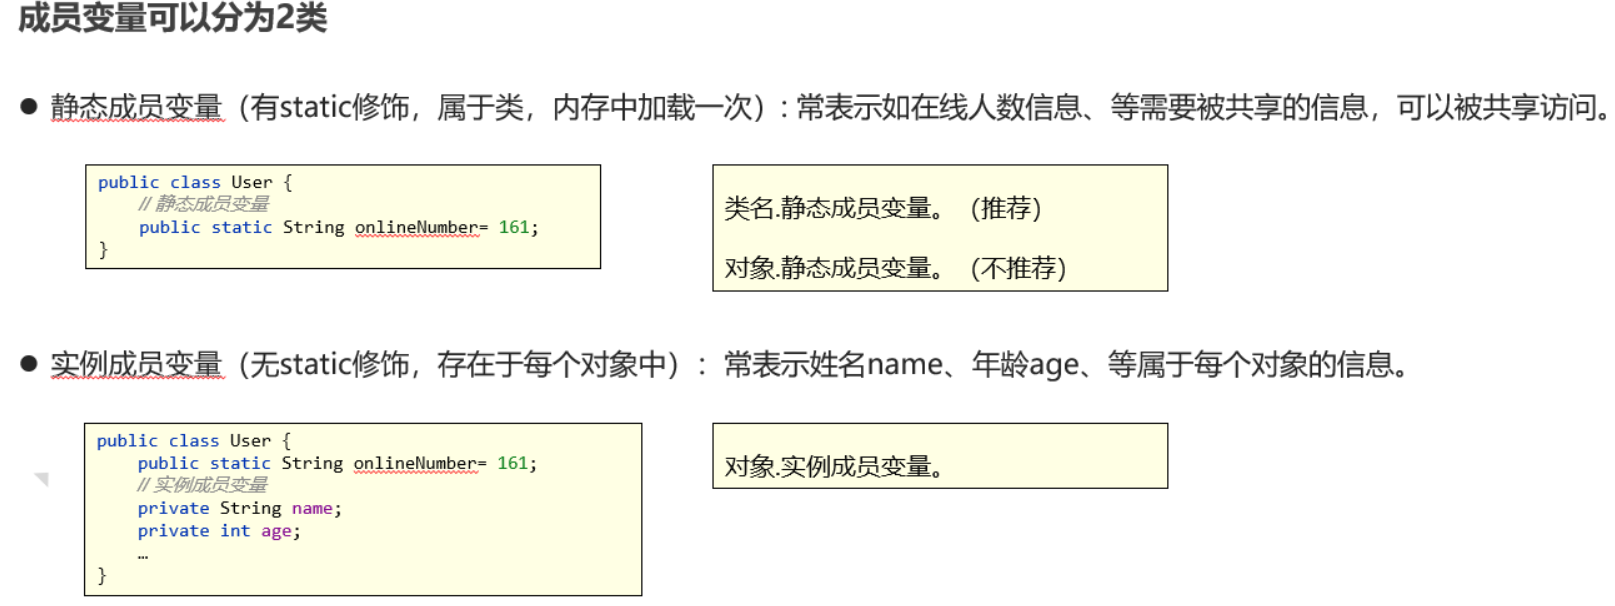 成员变量可以分为2类
● 静态成员变量（有static修饰，属于类，内存中加载一次）: 常表示如在线人数信息、等需要被共享的信息，可以被共享访问。
public class User {
// 静态成员变量
public static String onlineNumber= 161;
}
类名.静态成员变量。（推荐）
对象.静态成员变量。（不推荐）
● 实例成员变量（无static修饰，存在于每个对象中）：常表示姓名name、年龄age、等属于每个对象的信息。
public class User {
public static String onlineNumber= 161;
// 实例成员变量
private String name;
private int age;
…
}
对象.实例成员变量。